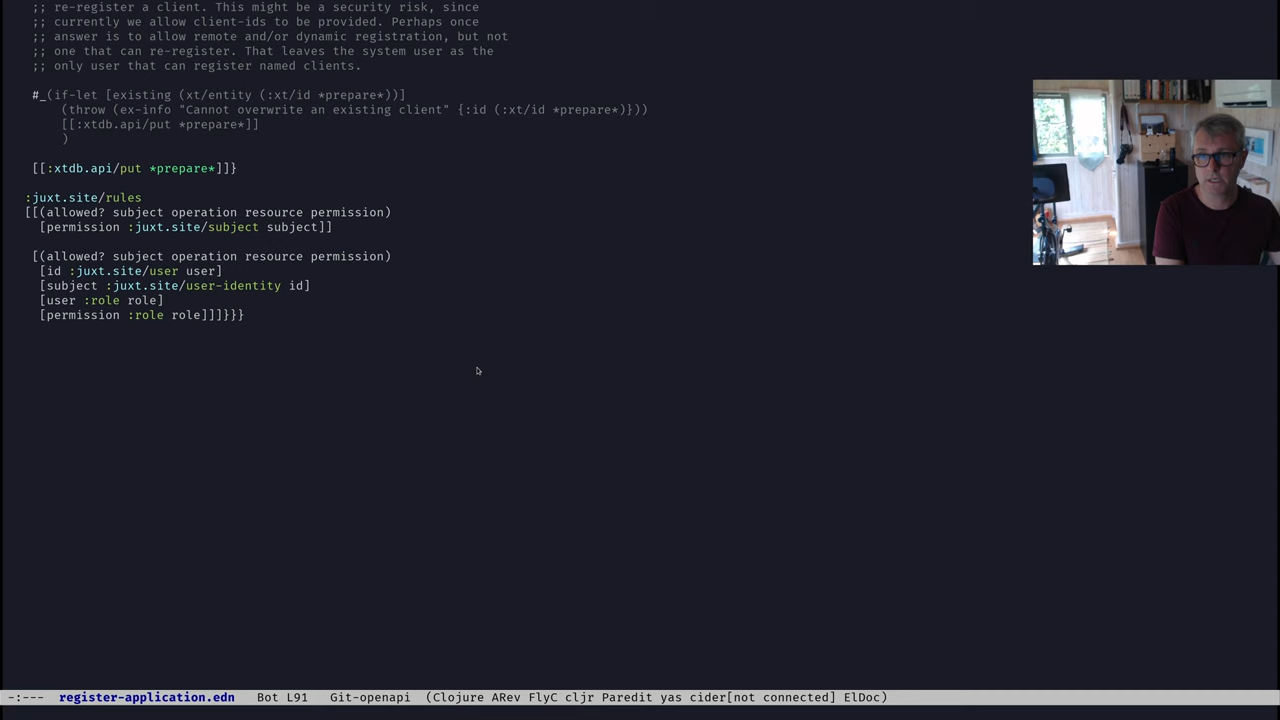 ;; re-register a client. This might be a security risk, since
;; currently we allow client-ids to be provided. Perhaps once
;; answer is to allow remote and/or dynamic registration, but not
;; one that can re-register. That leaves the system user as the
;; only user that can register named clients.
#_(if-let [existing (xt/entity (:xt/id *prepare*))]
(throw (ex-info "Cannot overwrite an existing client" {:id (:xt/id *prepare*)}))
[[:xtdb.api/put *prepare*]]
)
[[:xtdb.api/put *prepare*]]}
:juxt.site/rules
[[(allowed? subject operation resource permission)
[permission :juxt.site/subject subject]]
[(allowed? subject operation resource permission)
[id :juxt.site/user user]
[subject :juxt.site/user-identity id]
[user :role role]
[permission :role role]]]}}}
-:--- register-application.edn Bot L91 Git-openapi (Clojure ARev FlyC cljr Paredit yas cider[not connected] ElDoc)